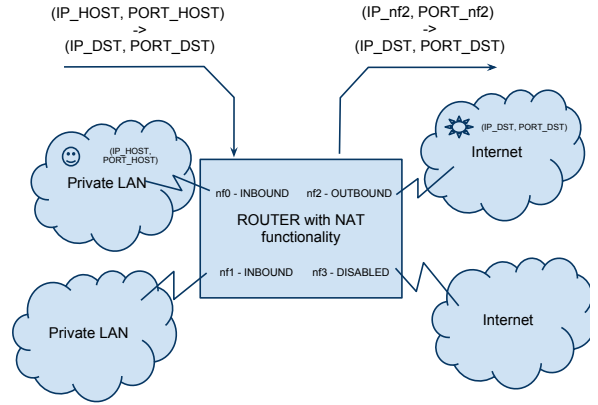 (IP_HOST, PORT_HOST)
->
(IP_DST, PORT_DST)
(IP_nf2, PORT_nf2)
->
(IP_DST, PORT_DST)
(IP_HOST,
PORT_HOST)
Private LAN
(IP_DST, PORT_DST)
Internet
nf0 - INBOUND
nf2 - OUTBOUND
ROUTER with NAT
functionality
nf1 - INBOUND
nf3 - DISABLED
Private LAN
Internet